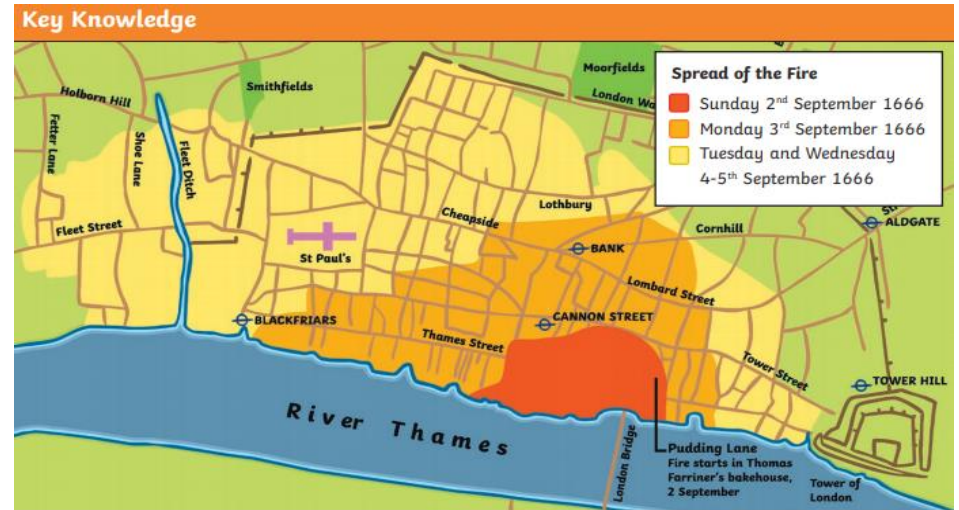 Key Knowledge
Spread of the Fire
Sunday 2nd September 1666
Monday 3rd September 1666
Tuesday and Wednesday
4-5th September 1666
Moorfields
Smithfields
London Wa
Holborn Hill
Fetter Lane
Shoe Lane
Fleet Ditch
Fleet Street
Cheapside
Lothbury
Cornhill
ALDGATE
BANK
St Paul's
Lombard Street
BLACKFRIARS
CANNON STREET
Thames Street
Tower Street
TOWER HILL
River Thames
London Bridge
Pudding Lane
Fire starts in Thomas
Farriner's bakehouse,
2 September
Tower of
London